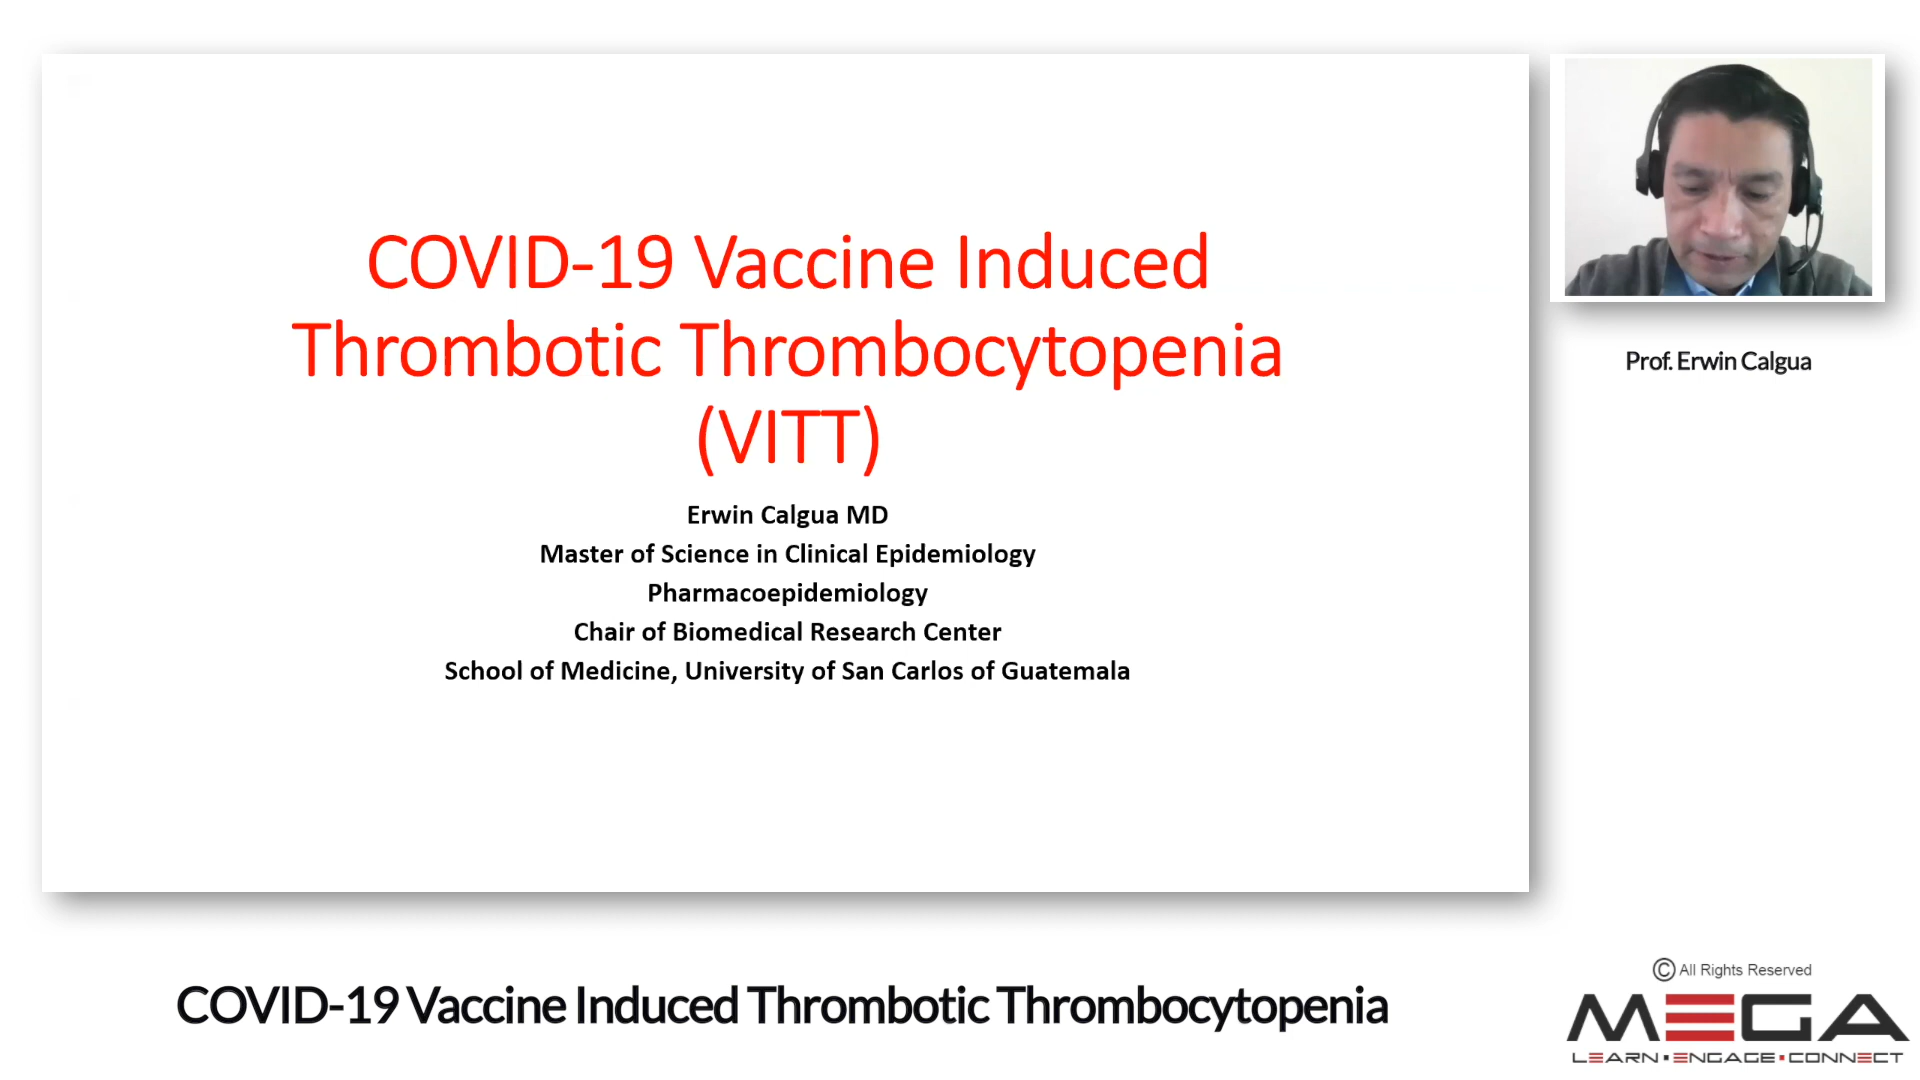 COVID-19 Vaccine Induced
Thrombotic Thrombocytopenia
(VITT)
Erwin Calgua MD
Master of Science in Clinical Epidemiology
Pharmacoepidemiology
Chair of Biomedical Research Center
School of Medicine, University of San Carlos of Guatemala
Prof. Erwin Calgua
COVID-19 Vaccine Induced Thrombotic Thrombocytopenia
© All Rights Reserved
MEGA
LEARN▪ENGAGE▪CONNECT